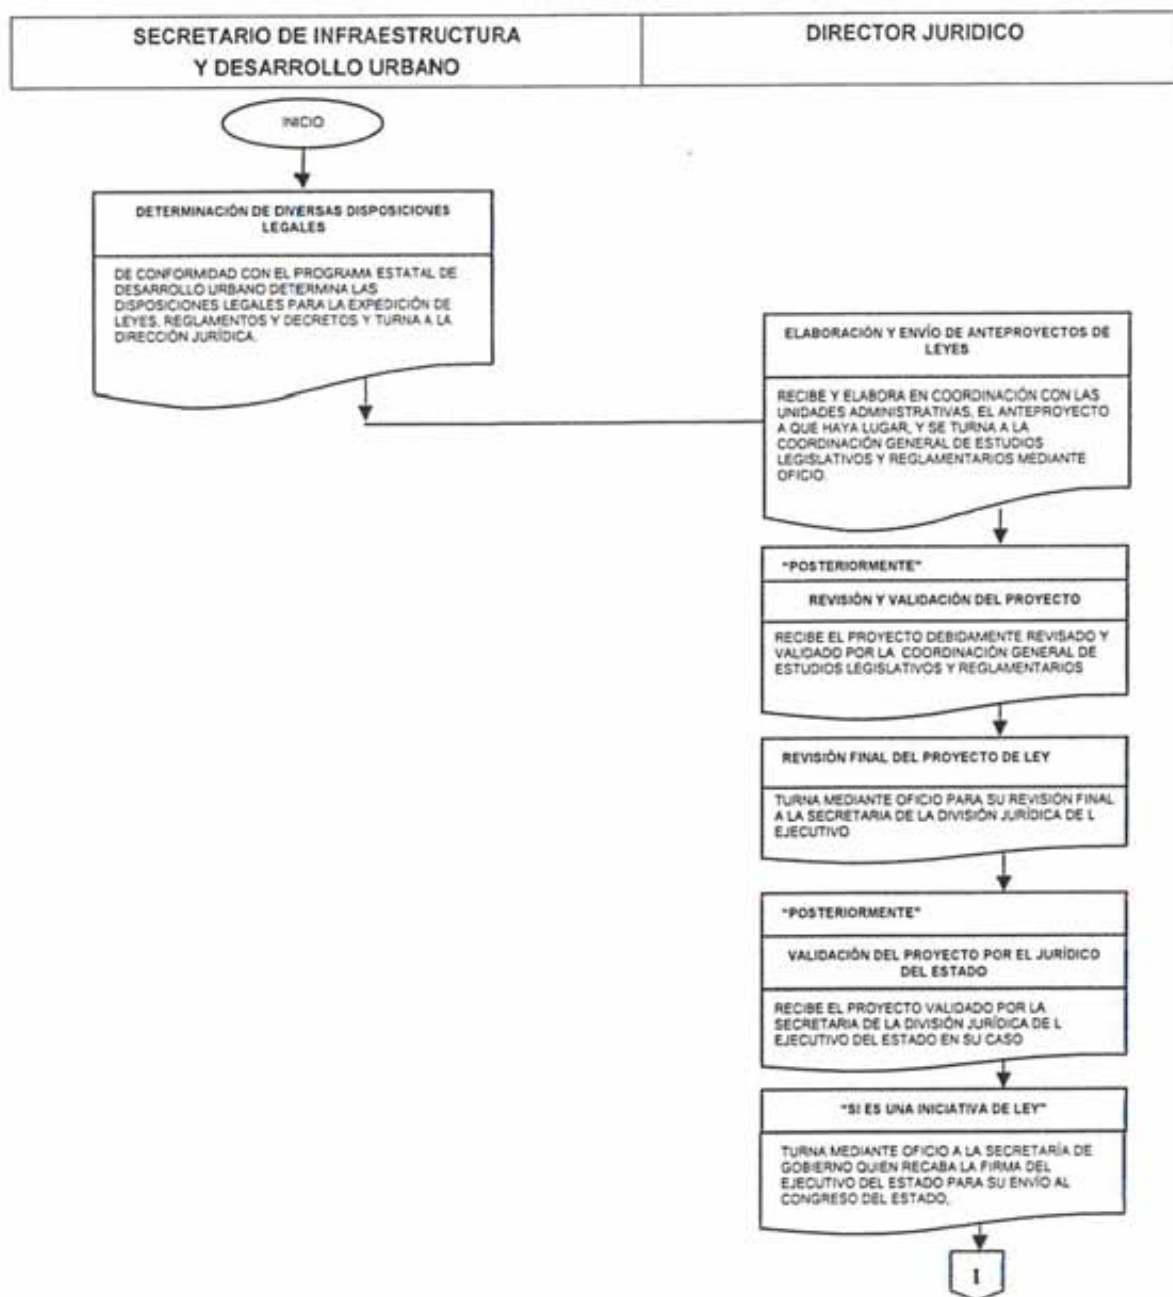 SECRETARIO DE INFRAESTRUCTURA
Y DESARROLLO URBANO
DIRECTOR JURIDICO
INICIO
DETERMINACIÓN DE DIVERSAS DISPOSICIONES
LEGALES
DE CONFORMIDAD CON EL PROGRAMA ESTATAL DE
DESARROLLO URBANO DETERMINA LAS
DISPOSICIONES LEGALES PARA LA EXPEDICIÓN DE
LEYES, REGLAMENTOS Y DECRETOS Y TURNA A LA
DIRECCIÓN JURÍDICA.
ELABORACIÓN Y ENVÍO DE ANTEPROYECTOS DE
LEYES
RECIBE Y ELABORA EN COORDINACIÓN CON LAS
UNIDADES ADMINISTRATIVAS, EL ANTEPROYECTO
A QUE HAYA LUGAR, Y SE TURNA A LA
COORDINACIÓN GENERAL DE ESTUDIOS
LEGISLATIVOS Y REGLAMENTARIOS MEDIANTE
OFICIO.
"POSTERIORMENTE"
REVISIÓN Y VALIDACIÓN DEL PROYECTO
RECIBE EL PROYECTO DEBIDAMENTE REVISADO Y
VALIDADO POR LA COORDINACIÓN GENERAL DE
ESTUDIOS LEGISLATIVOS Y REGLAMENTARIOS
REVISIÓN FINAL DEL PROYECTO DE LEY
TURNA MEDIANTE OFICIO PARA SU REVISIÓN FINAL
A LA SECRETARIA DE LA DIVISIÓN JURÍDICA DE L
EJECUTIVO
"POSTERIORMENTE"
VALIDACIÓN DEL PROYECTO POR EL JURÍDICO
DEL ESTADO
RECIBE EL PROYECTO VALIDADO POR LA
SECRETARIA DE LA DIVISIÓN JURÍDICA DE L
EJECUTIVO DEL ESTADO EN SU CASO
"SI ES UNA INICIATIVA DE LEY"
TURNA MEDIANTE OFICIO A LA SECRETARÍA DE
GOBIERNO QUIEN RECABA LA FIRMA DEL
EJECUTIVO DEL ESTADO PARA SU ENVÍO AL
CONGRESO DEL ESTADO,
1